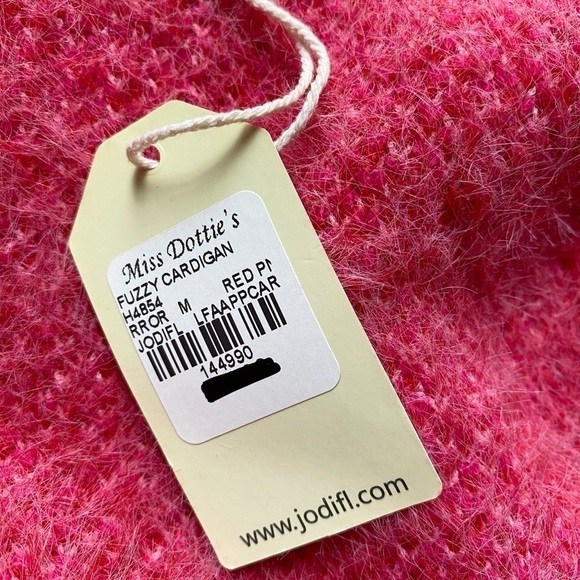 Miss Dottie's
FUZZY CARDIGAN
H4854
RROR M RED PI
JODIFL LFAAPPCAR
144990
www.jodifl.com